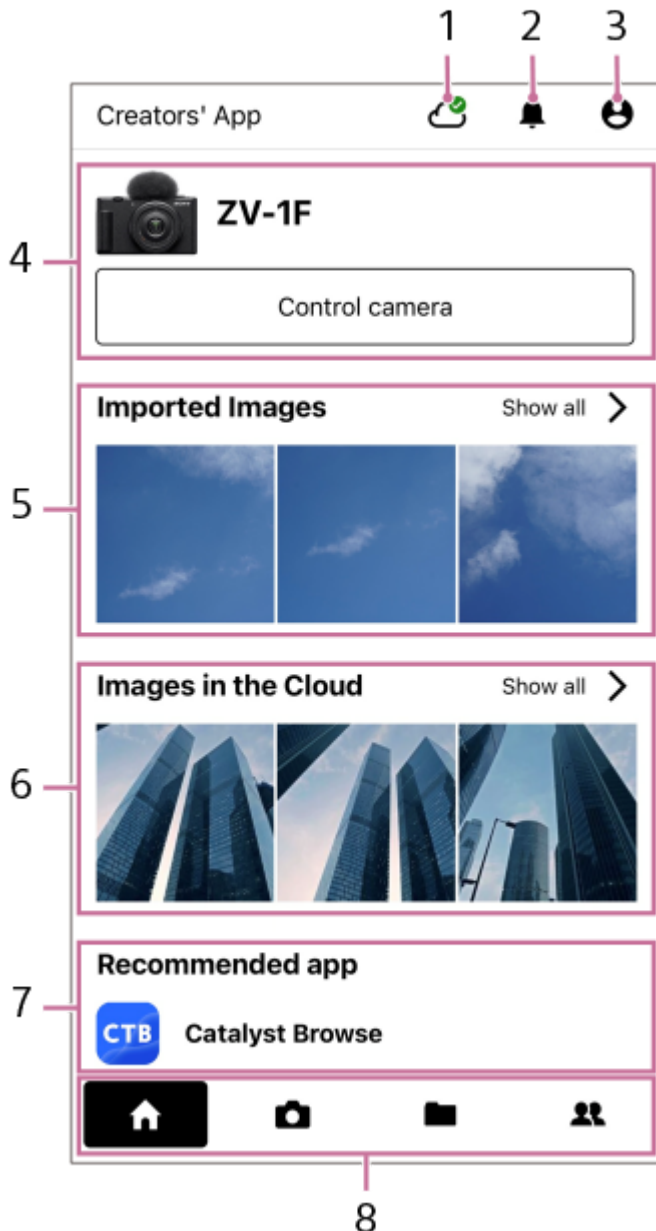 1 2 3
Creators' App
4
ZV-1F
Control camera
Imported Images Show all
5
Images in the Cloud Show all
6
Recommended app
7
CTB Catalyst Browse
8